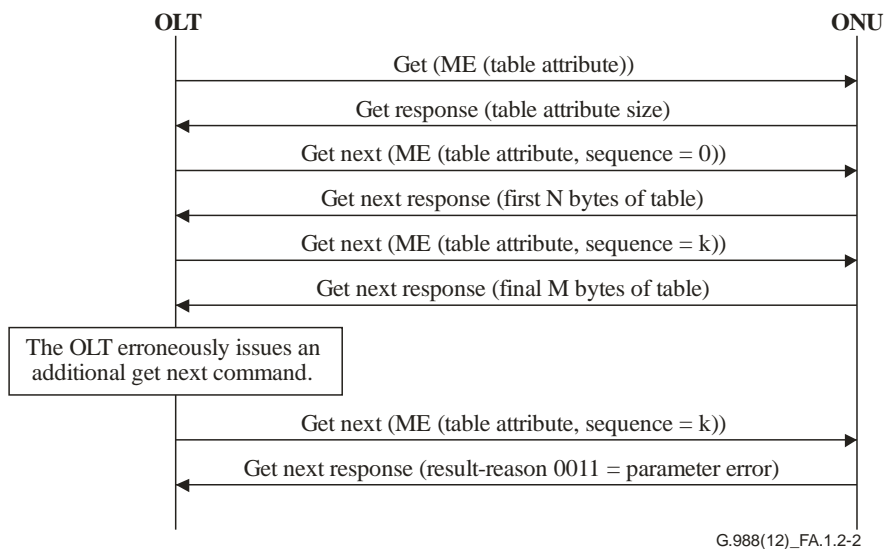 OLT
ONU
Get (ME (table attribute))
Get response (table attribute size)
Get next (ME (table attribute, sequence = 0))
Get next response (first N bytes of table)
Get next (ME (table attribute, sequence = k))
Get next response (final M bytes of table)
The OLT erroneously issues an
additional get next command.
Get next (ME (table attribute, sequence = k))
Get next response (result-reason 0011 = parameter error)
G.988(12)_FA.1.2-2